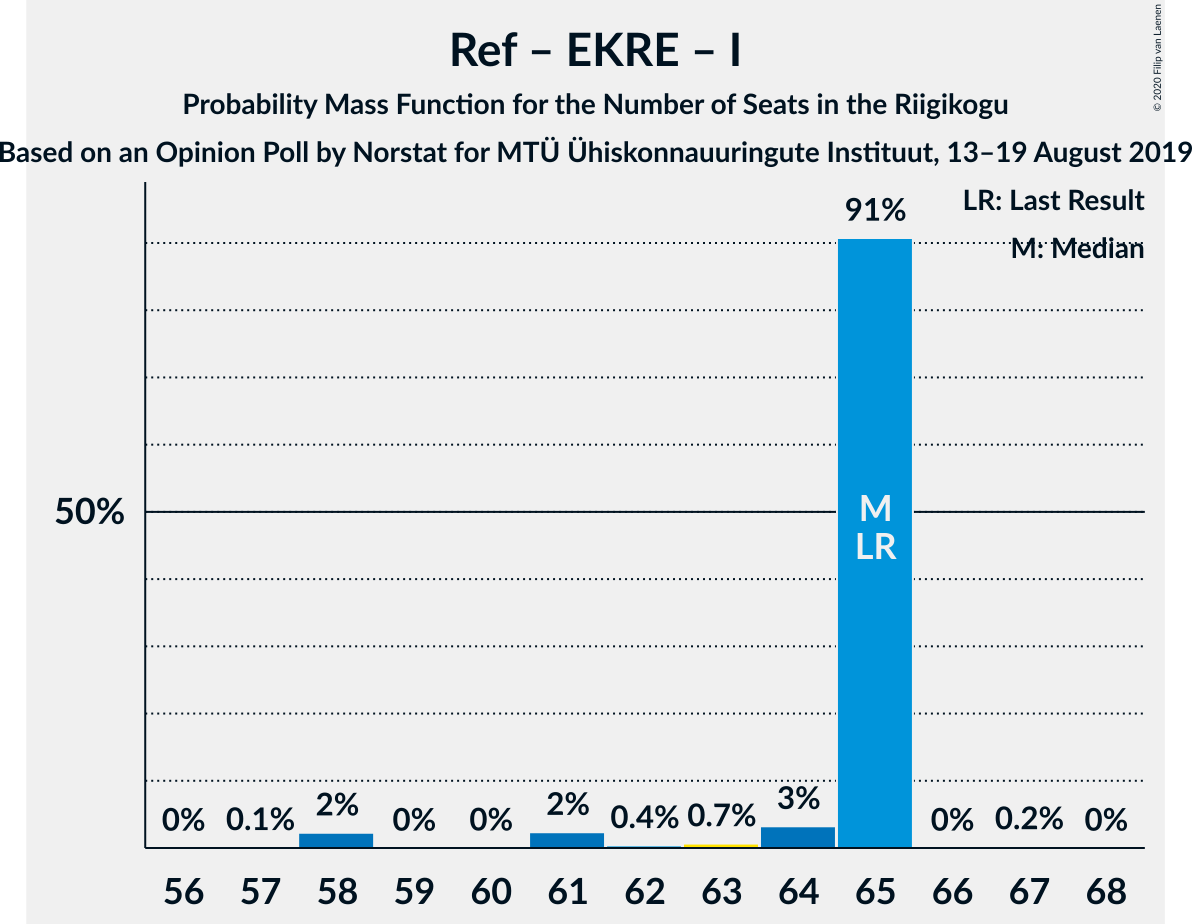 Ref – EKRE – I
Probability Mass Function for the Number of Seats in the Riigikogu
Based on an Opinion Poll by Norstat for MTÜ Ühiskonnauuringute Instituut, 13–19 August 2019
© 2020 Filip van Laenen
LR: Last Result
M: Median
91%
50%
M
LR
0% 0.1% 2% 0% 0% 2% 0.4% 0.7% 3% 0% 0.2% 0%
56 57 58 59 60 61 62 63 64 65 66 67 68